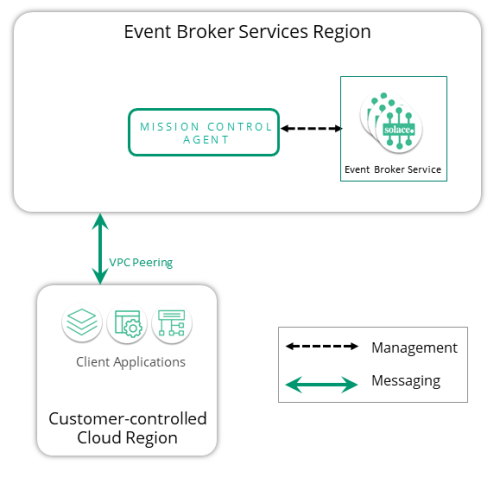 Event Broker Services Region
MISSION CONTROL
AGENT
solace.
Event Broker Service
VPC Peering
Client Applications
Customer-controlled
Cloud Region
Management
Messaging